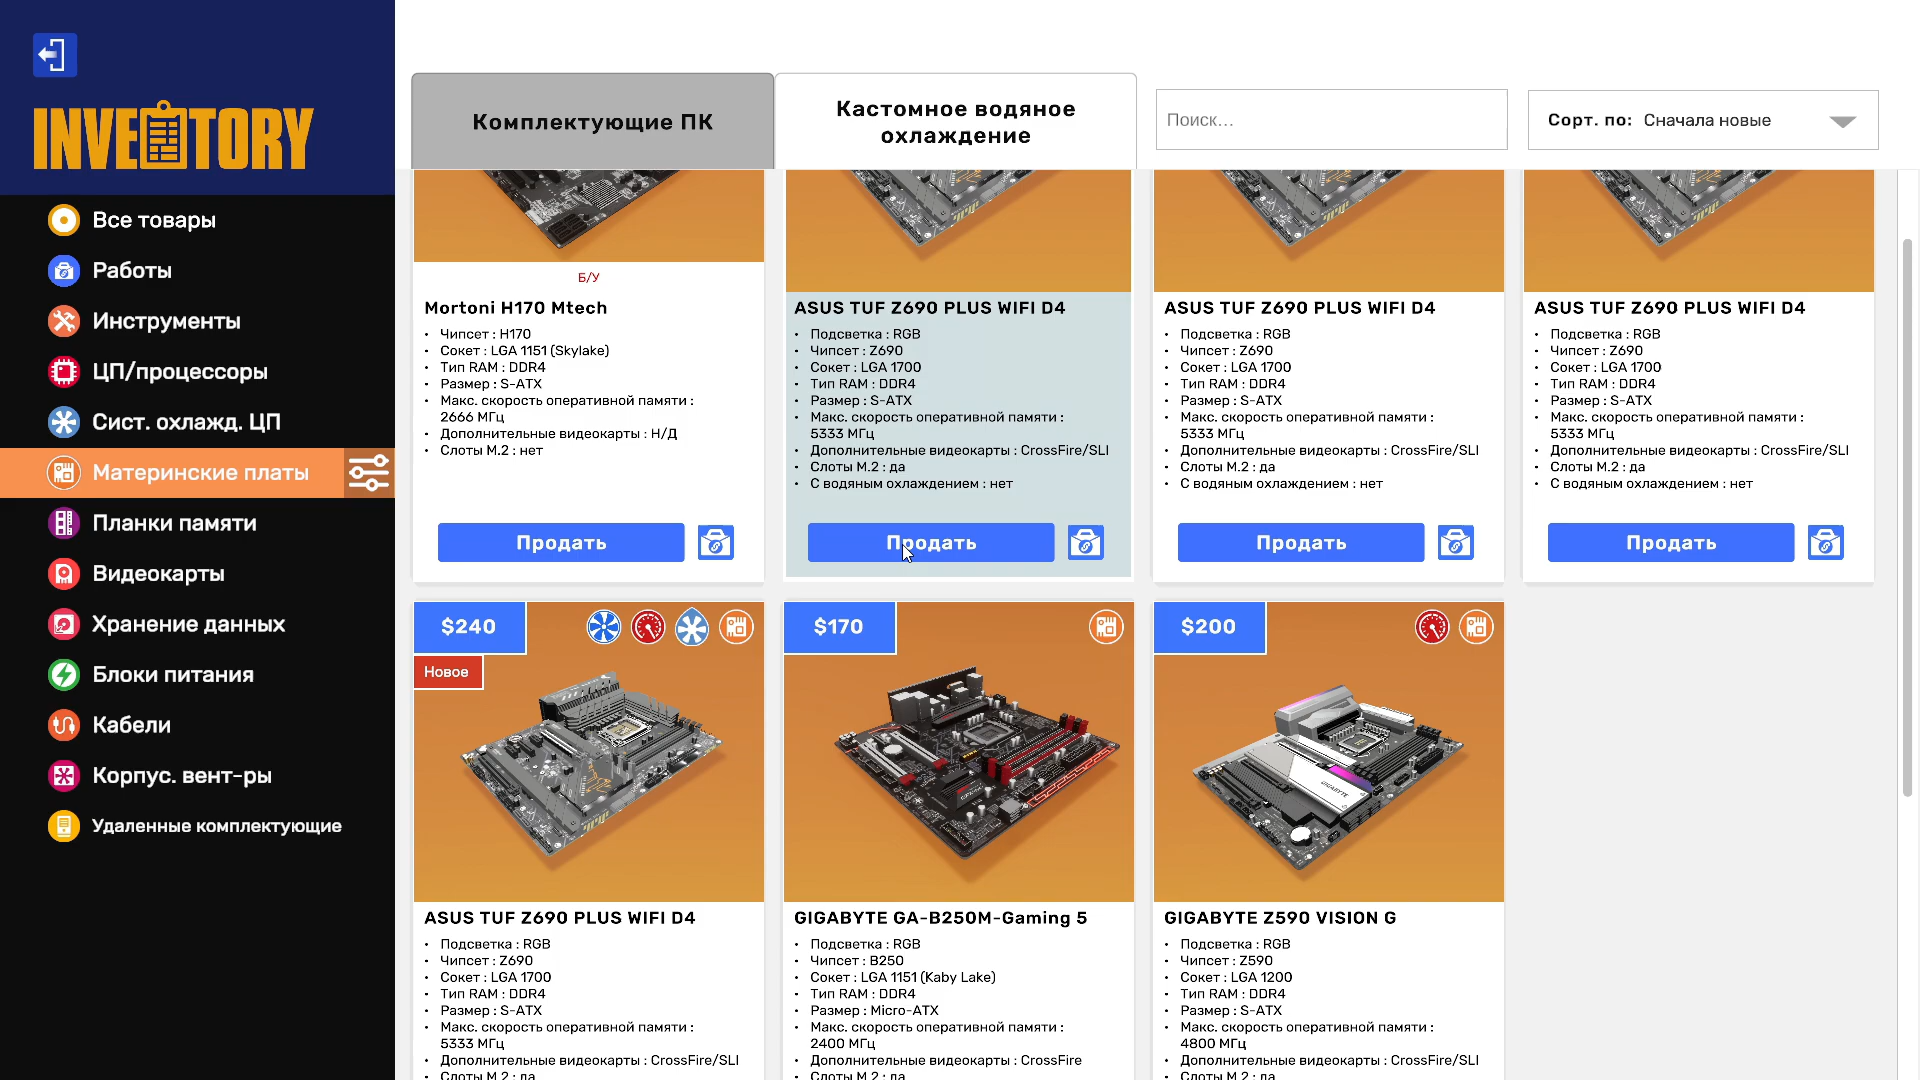 INVENTORY
Комплектующие ПК
Кастомное водяное
охлаждение
Поиск...
Сорт. по: Сначала новые
Все товары
Работы
Инструменты
ЦП/процессоры
Сист. охлажд. ЦП
Материнские платы
Планки памяти
Видеокарты
Хранение данных
Блоки питания
Кабели
Корпус. вент-ры
Удаленные комплектующие
Б/У
Mortoni H170 Mtech
• Чипсет : H170
• Сокет : LGA 1151 (Skylake)
• Тип RAM : DDR4
• Размер : S-ATX
• Макс. скорость оперативной памяти :
2666 МГц
• Дополнительные видеокарты : Н/Д
• Слоты M.2 : нет
Продать
ASUS TUF Z690 PLUS WIFI D4
• Подсветка : RGB
• Чипсет : Z690
• Сокет : LGA 1700
• Тип RAM : DDR4
• Размер : S-ATX
• Макс. скорость оперативной памяти :
5333 МГц
• Дополнительные видеокарты : CrossFire/SLI
• Слоты M.2 : да
• С водяным охлаждением : нет
Продать
ASUS TUF Z690 PLUS WIFI D4
• Подсветка : RGB
• Чипсет : Z690
• Сокет : LGA 1700
• Тип RAM : DDR4
• Размер : S-ATX
• Макс. скорость оперативной памяти :
5333 МГц
• Дополнительные видеокарты : CrossFire/SLI
• Слоты M.2 : да
• С водяным охлаждением : нет
Продать
ASUS TUF Z690 PLUS WIFI D4
• Подсветка : RGB
• Чипсет : Z690
• Сокет : LGA 1700
• Тип RAM : DDR4
• Размер : S-ATX
• Макс. скорость оперативной памяти :
5333 МГц
• Дополнительные видеокарты : CrossFire/SLI
• Слоты M.2 : да
• С водяным охлаждением : нет
Продать
$240
Новое
ASUS TUF Z690 PLUS WIFI D4
• Подсветка : RGB
• Чипсет : Z690
• Сокет : LGA 1700
• Тип RAM : DDR4
• Размер : S-ATX
• Макс. скорость оперативной памяти :
5333 МГц
• Дополнительные видеокарты : CrossFire/SLI
• Слоты M.2 : да
$170
GIGABYTE GA-B250M-Gaming 5
• Подсветка : RGB
• Чипсет : B250
• Сокет : LGA 1151 (Kaby Lake)
• Тип RAM : DDR4
• Размер : Micro-ATX
• Макс. скорость оперативной памяти :
2400 МГц
• Дополнительные видеокарты : CrossFire
• Слоты M.2 : да
$200
GIGABYTE
GIGABYTE Z590 VISION G
• Подсветка : RGB
• Чипсет : Z590
• Сокет : LGA 1200
• Тип RAM : DDR4
• Размер : S-ATX
• Макс. скорость оперативной памяти :
4800 МГц
• Дополнительные видеокарты : CrossFire/SLI
• Слоты M.2 : да